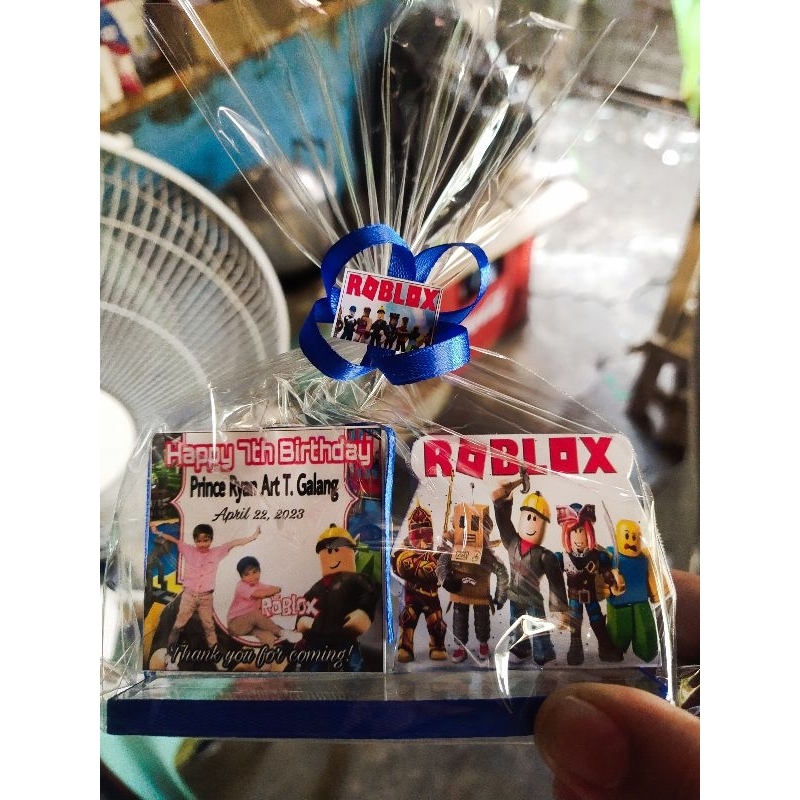 ROBLOX
Happy 7th Birthday
Prince Ryan Art T. Galang
April 22, 2023
ROBLOX
Thank you for coming!
ROBLOX